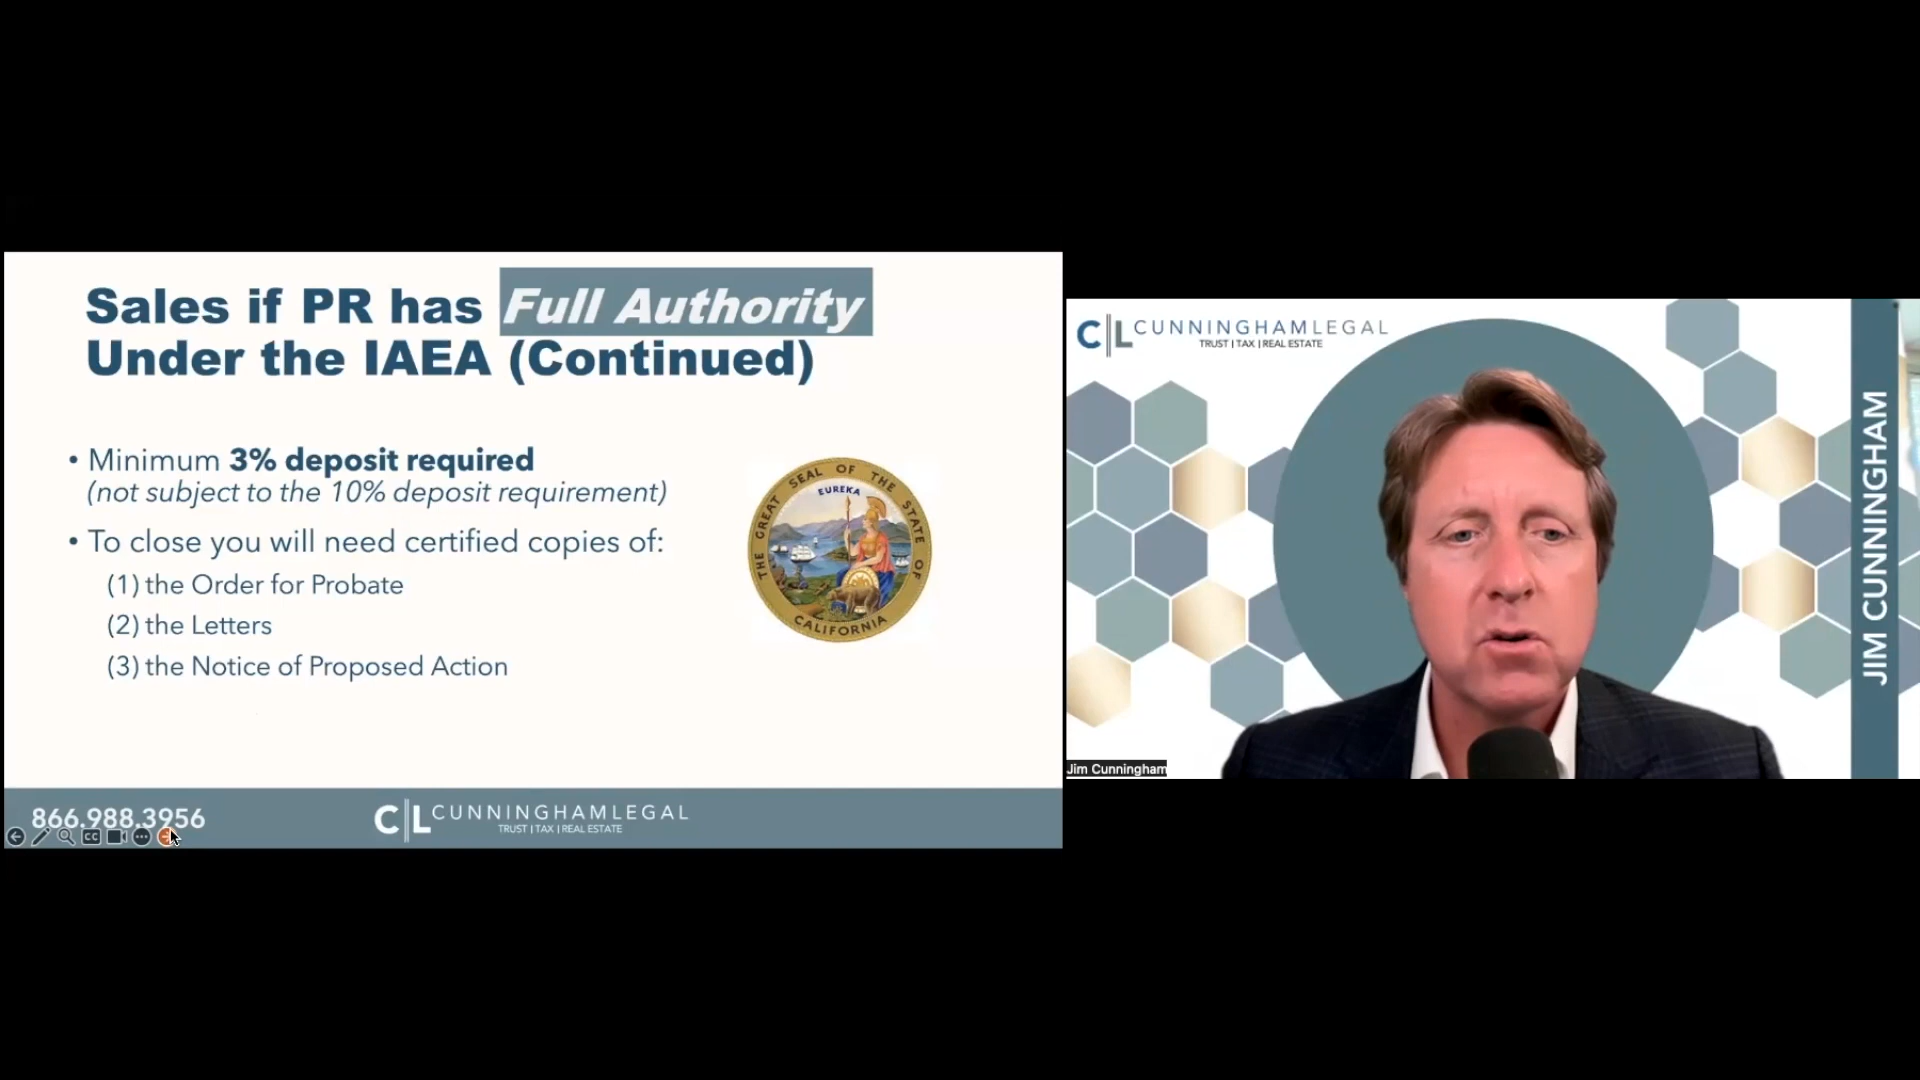 Sales if PR has Full Authority
Under the IAEA (Continued)
• Minimum 3% deposit required
(not subject to the 10% deposit requirement)
• To close you will need certified copies of:
(1) the Order for Probate
(2) the Letters
(3) the Notice of Proposed Action
THE GREAT SEAL OF THE STATE OF
EUREKA
CALIFORNIA
866.988.3956
CC
CL CUNNINGHAMLEGAL
TRUST | TAX | REAL ESTATE
CL CUNNINGHAMLEGAL
TRUST | TAX | REAL ESTATE
JIM CUNNINGHAM
Jim Cunningham